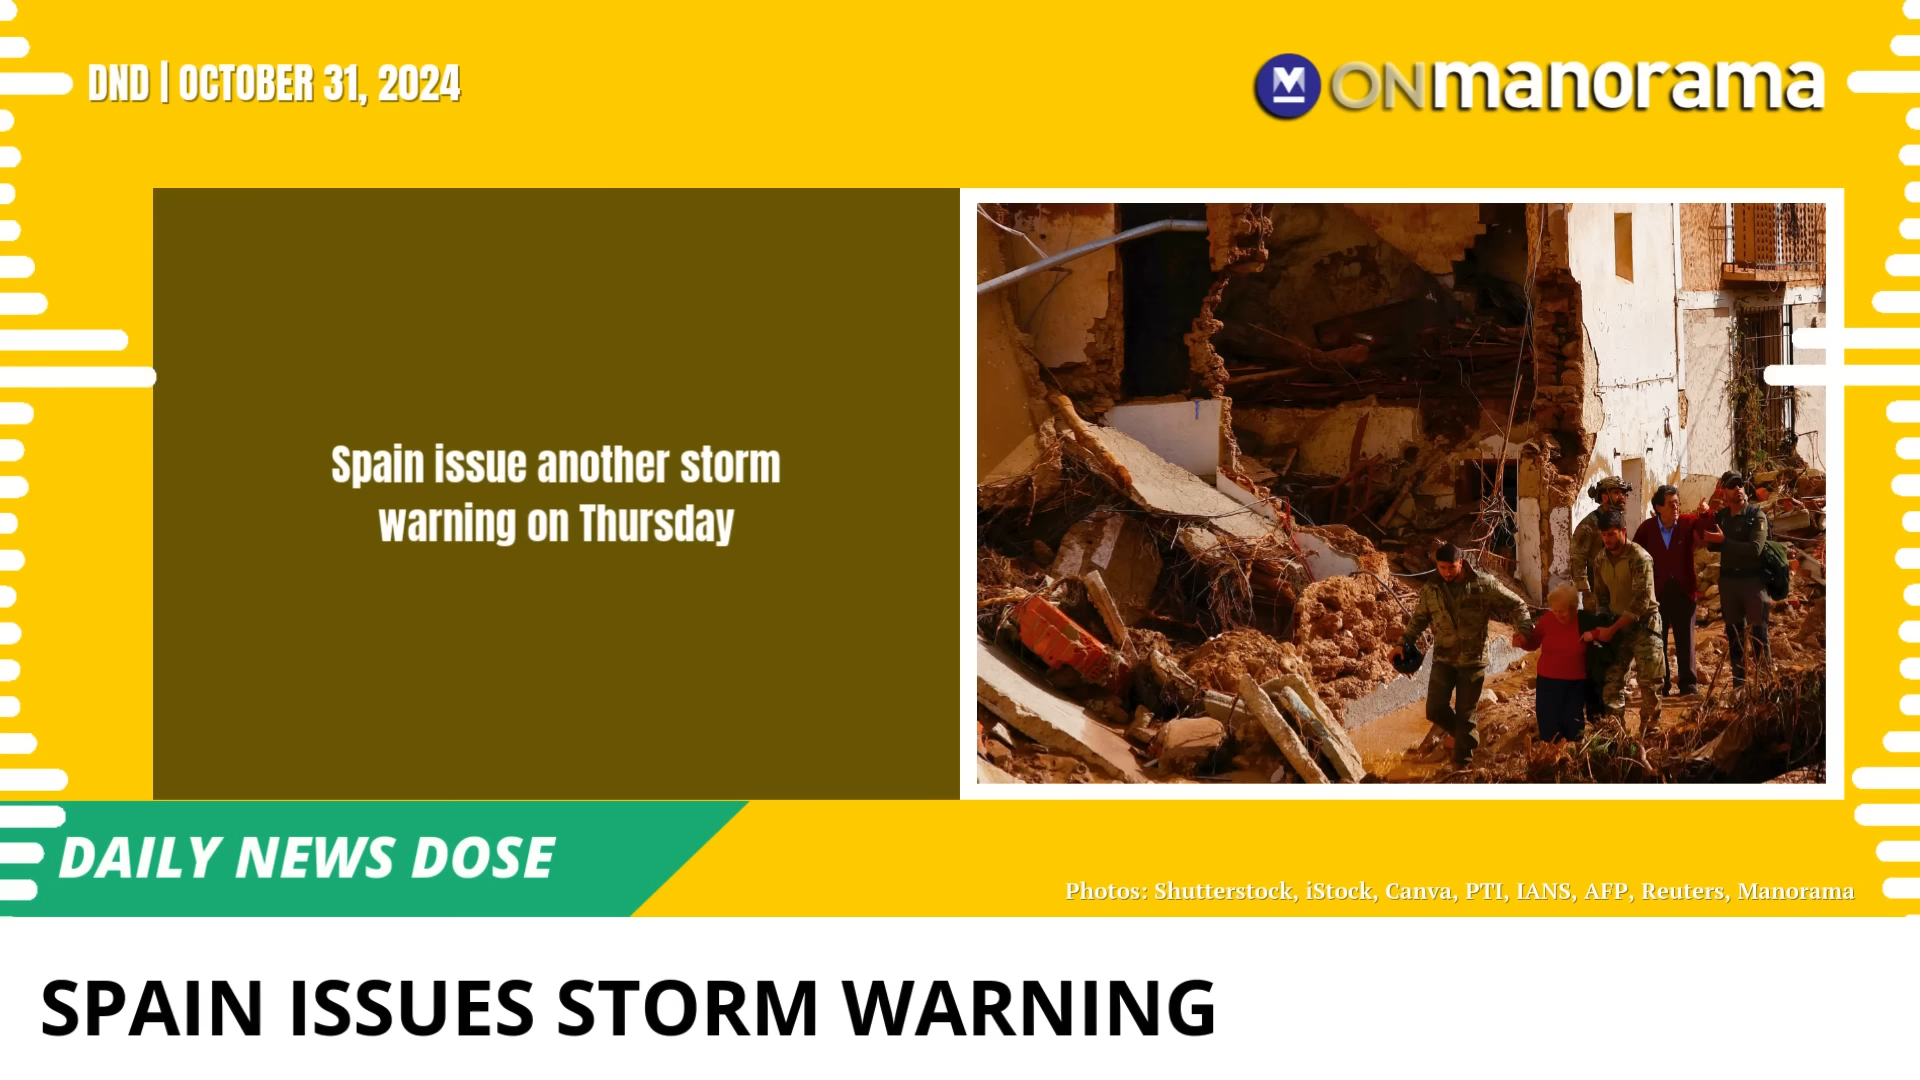 DND | OCTOBER 31, 2024
ONmanorama
Spain issue another storm
warning on Thursday
DAILY NEWS DOSE
Photos: Shutterstock, iStock, Canva, PTI, IANS, AFP, Reuters, Manorama
SPAIN ISSUES STORM WARNING